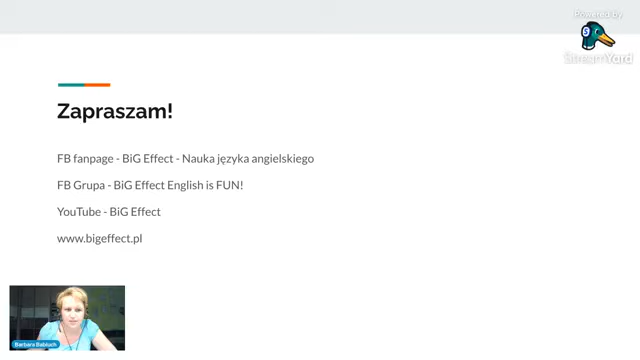 Powered by
StreamYard
Zapraszam!
FB fanpage - BiG Effect - Nauka języka angielskiego
FB Grupa - BiG Effect English is FUN!
YouTube - BiG Effect
www.bigeffect.pl
Barbara Babiuch